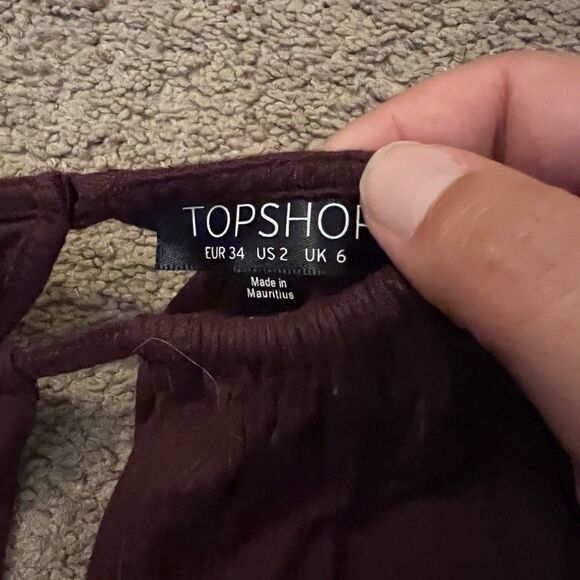 TOPSHOP
EUR 34 US 2 UK 6
Made in
Mauritius